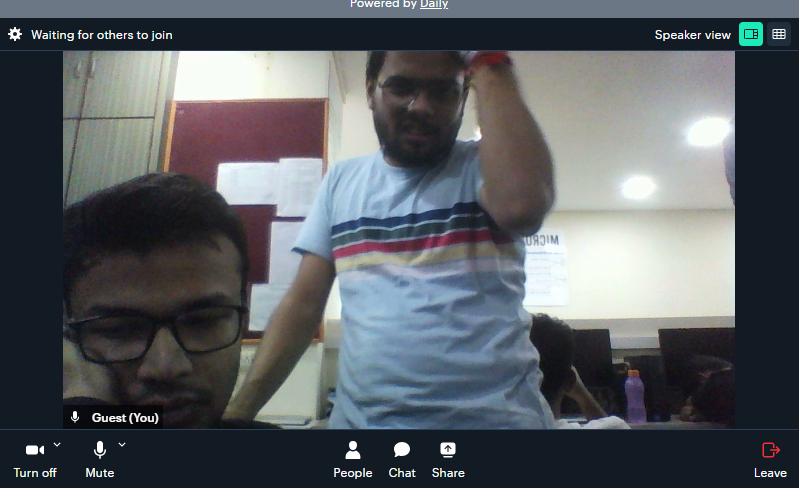 Powered by Daily
Waiting for others to join
Speaker view
Guest (You)
Turn off
Mute
People
Chat
Share
Leave